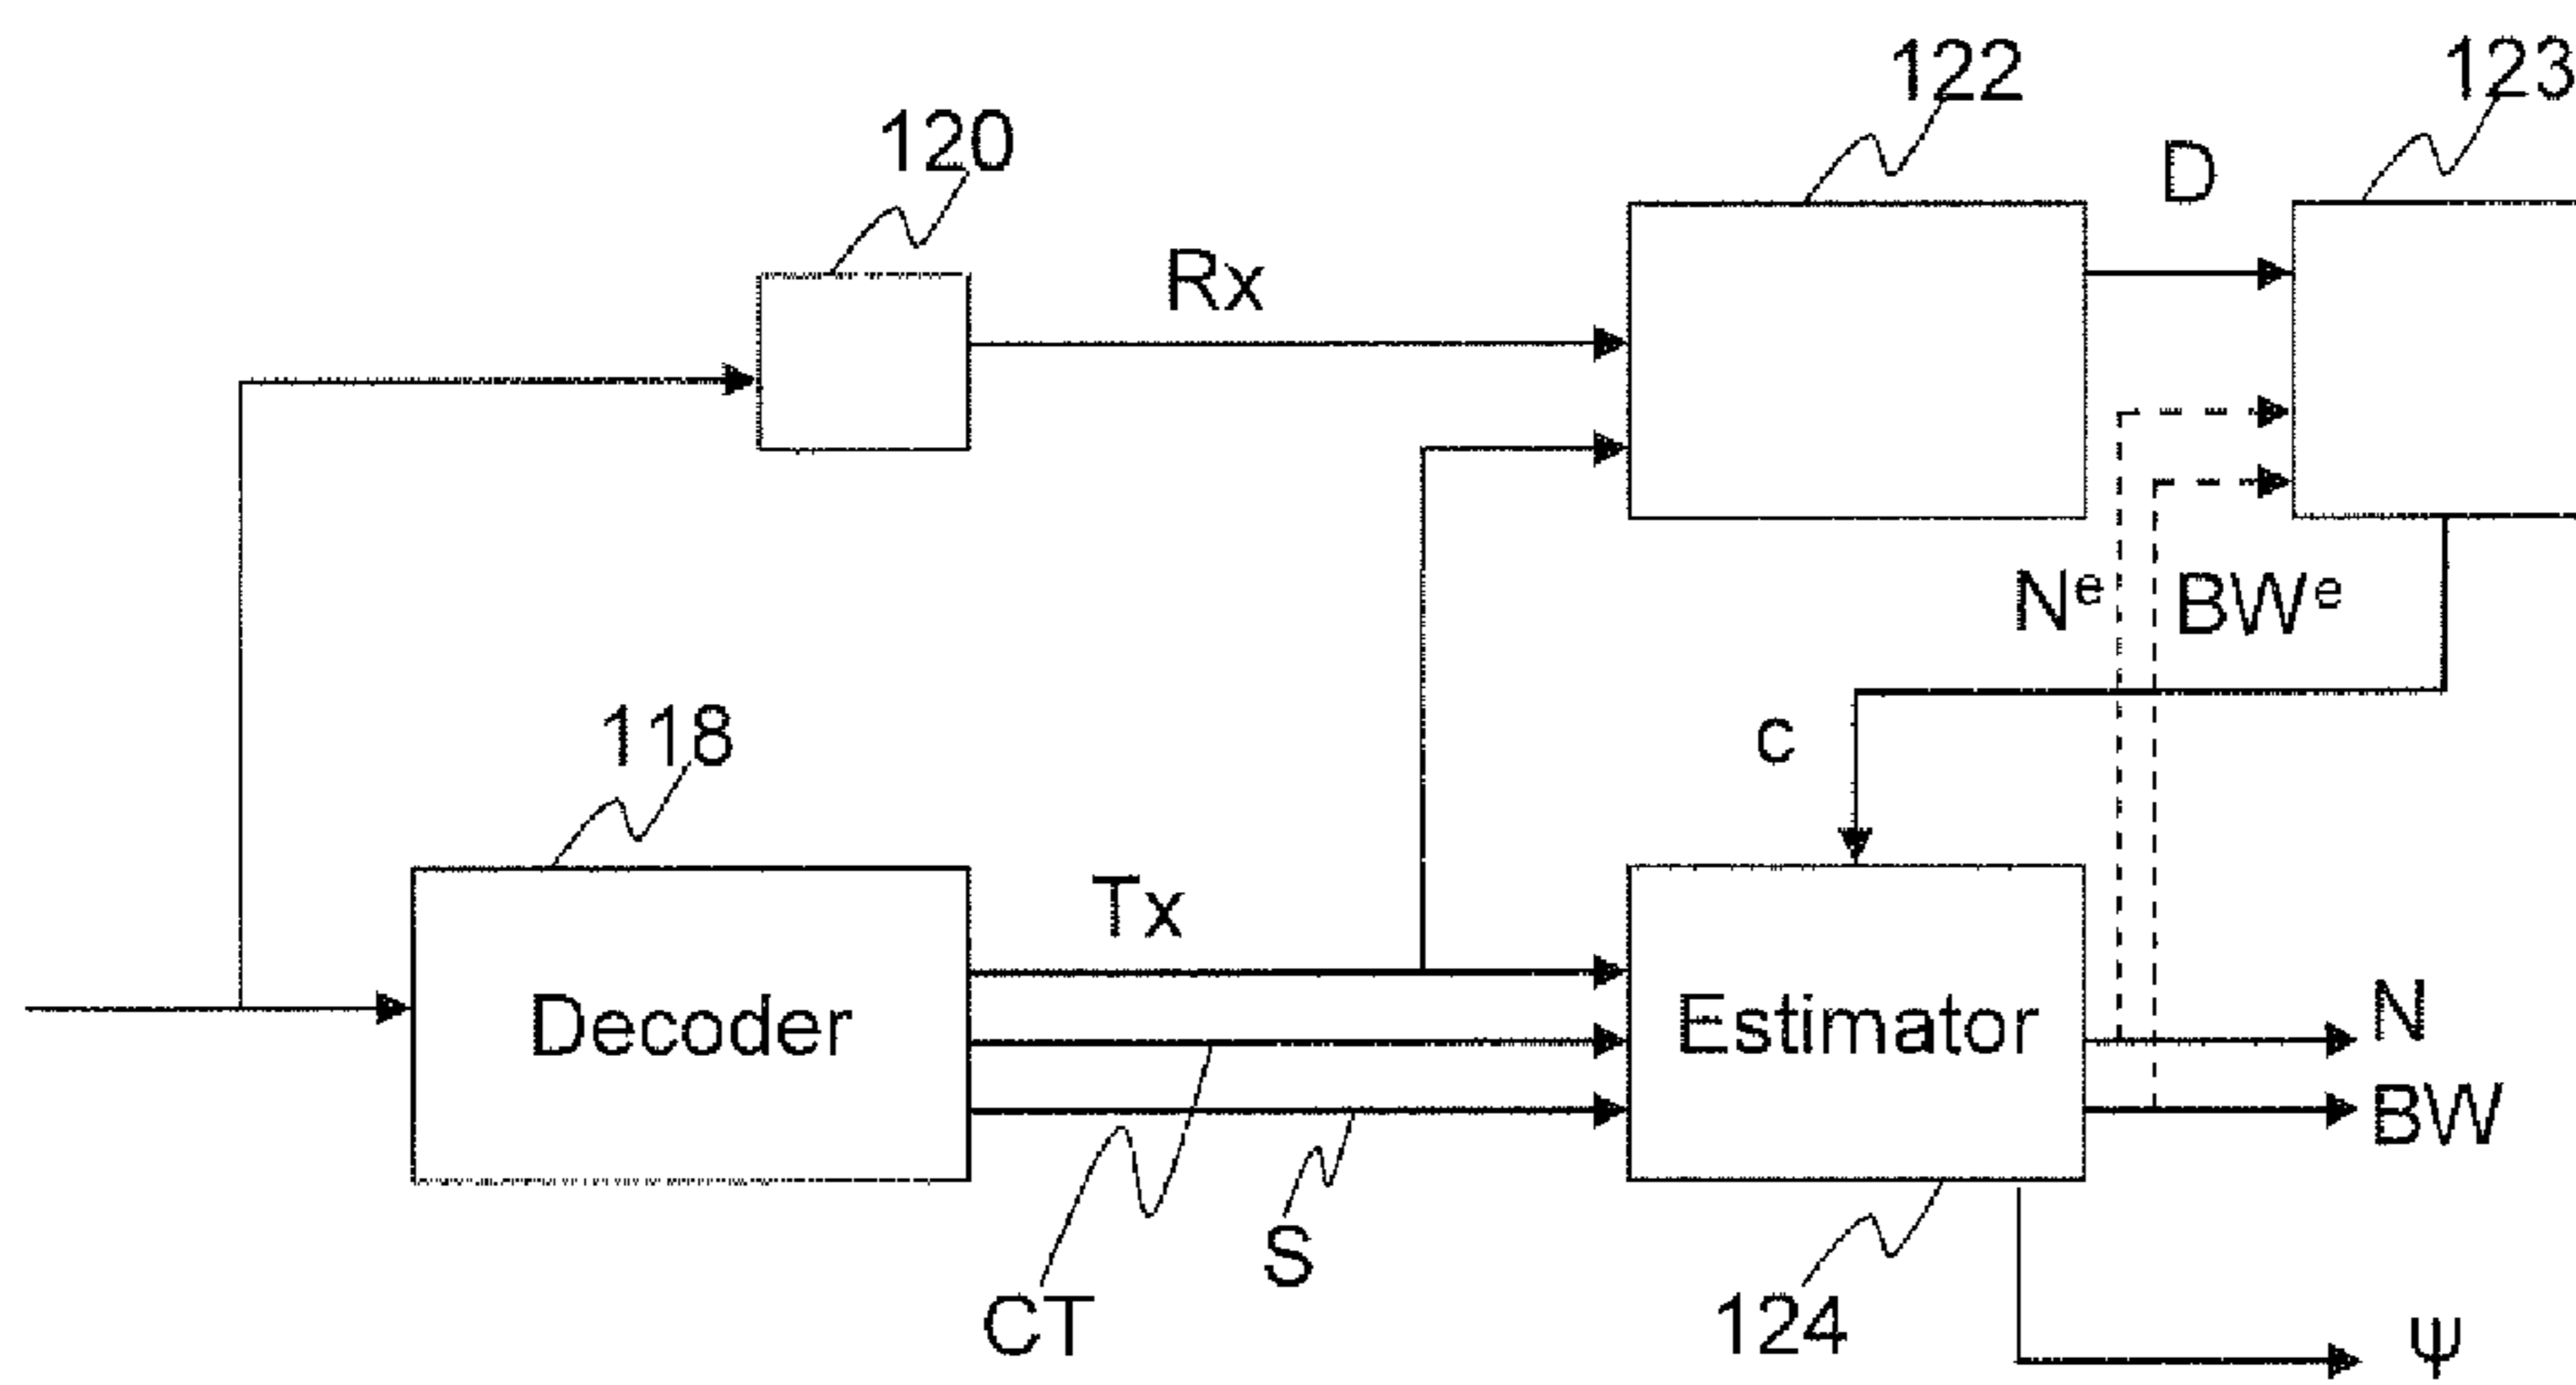 122
123
120
D
Rx
Nᵉ
BWᵉ
118
c
Tx
Decoder
Estimator
N
BW
S
CT
124
ψ